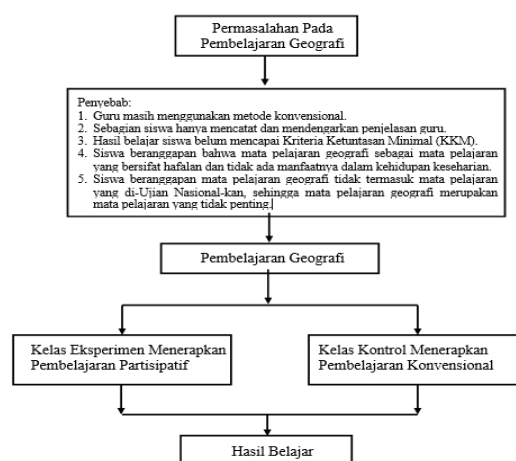 Permasalahan Pada
Pembelajaran Geografi
Penyebab:
1. Guru masih menggunakan metode konvensional.
2. Sebagian siswa hanya mencatat dan mendengarkan penjelasan guru.
3. Hasil belajar siswa belum mencapai Kriteria Ketuntasan Minimal (KKM).
4. Siswa beranggapan bahwa mata pelajaran geografi sebagai mata pelajaran
yang bersifat hafalan dan tidak ada manfaatnya dalam kehidupan keseharian.
5. Siswa beranggapan mata pelajaran geografi tidak termasuk mata pelajaran
yang di-Ujian Nasional-kan, sehingga mata pelajaran geografi merupakan
mata pelajaran yang tidak penting.
Pembelajaran Geografi
Kelas Eksperimen Menerapkan
Pembelajaran Partisipatif
Kelas Kontrol Menerapkan
Pembelajaran Konvensional
Hasil Belajar